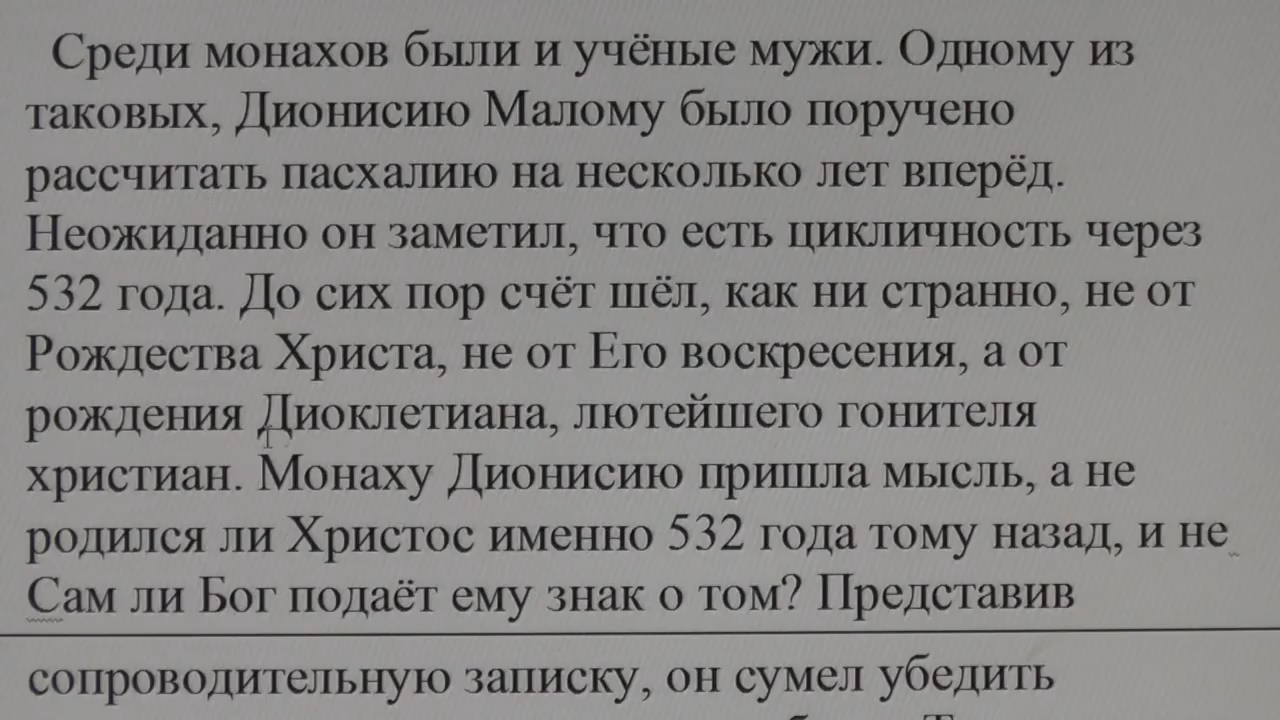 Среди монахов были и учёные мужи. Одному из
таковых, Дионисию Малому было поручено
рассчитать пасхалию на несколько лет вперёд.
Неожиданно он заметил, что есть цикличность через
532 года. До сих пор счёт шёл, как ни странно, не от
Рождества Христа, не от Его воскресения, а от
рождения Диоклетиана, лютейшего гонителя
христиан. Монаху Дионисию пришла мысль, а не
родился ли Христос именно 532 года тому назад, и не
Сам ли Бог подаёт ему знак о том? Представив
сопроводительную записку, он сумел убедить